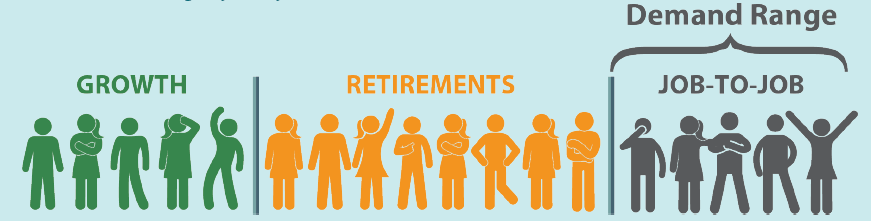 Demand Range
GROWTH
RETIREMENTS
JOB-TO-JOB